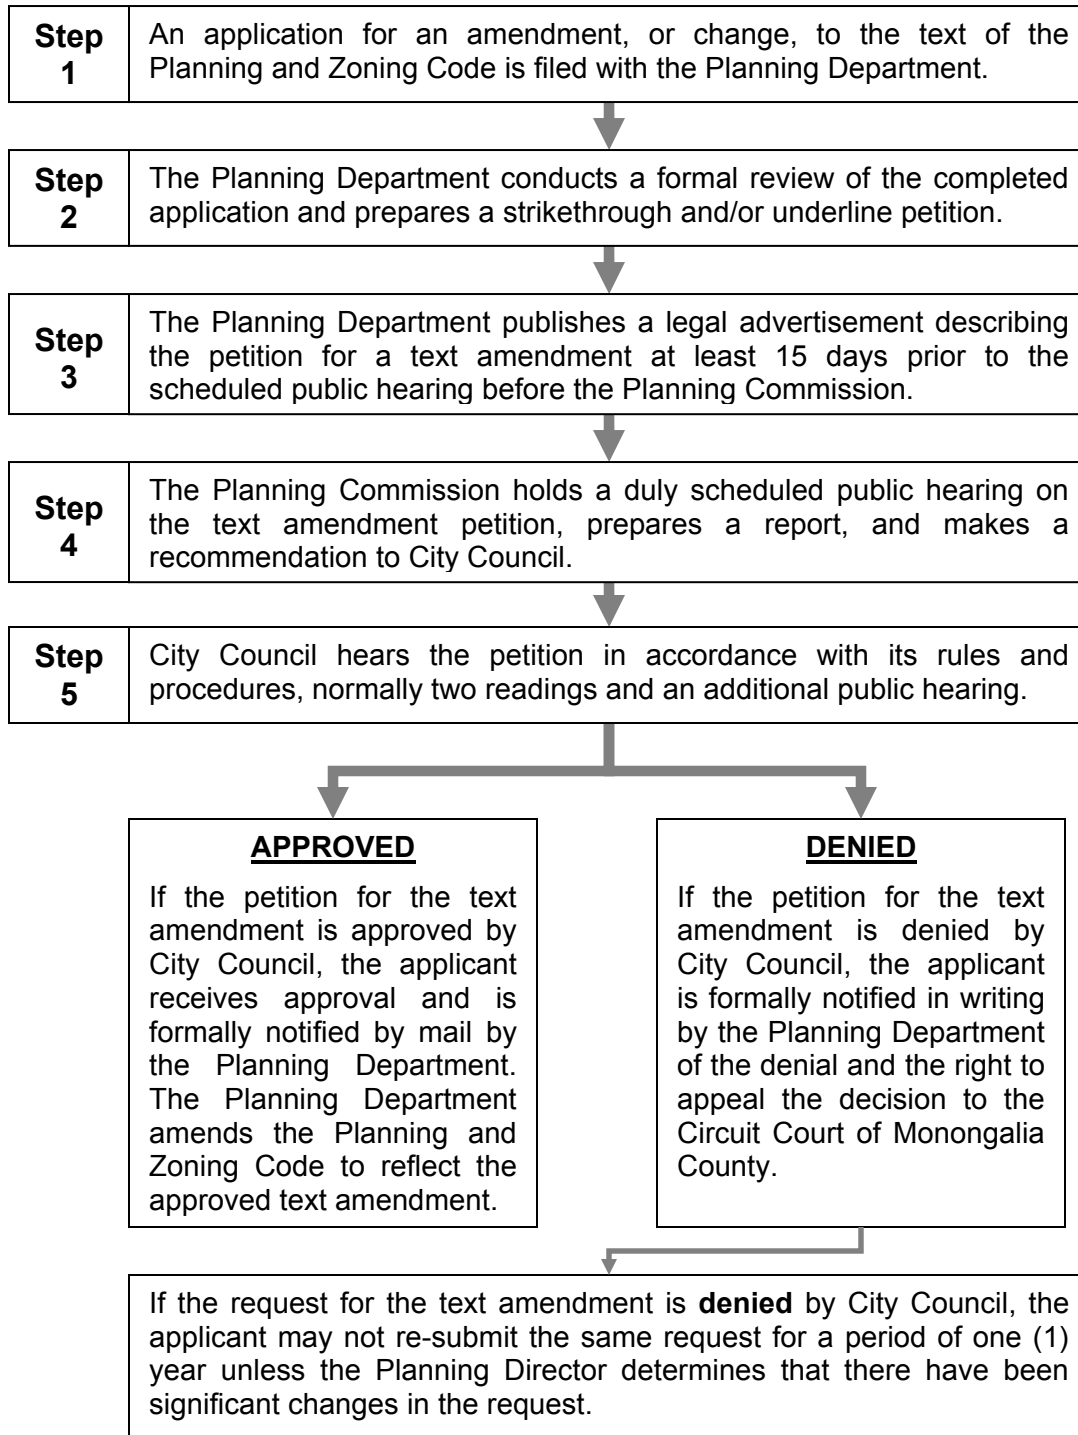 Step
1
An application for an amendment, or change, to the text of the
Planning and Zoning Code is filed with the Planning Department.
Step
2
The Planning Department conducts a formal review of the completed
application and prepares a strikethrough and/or underline petition.
Step
3
The Planning Department publishes a legal advertisement describing
the petition for a text amendment at least 15 days prior to the
scheduled public hearing before the Planning Commission.
Step
4
The Planning Commission holds a duly scheduled public hearing on
the text amendment petition, prepares a report, and makes a
recommendation to City Council.
Step
5
City Council hears the petition in accordance with its rules and
procedures, normally two readings and an additional public hearing.
APPROVED
If the petition for the text
amendment is approved by
City Council, the applicant
receives approval and is
formally notified by mail by
the Planning Department.
The Planning Department
amends the Planning and
Zoning Code to reflect the
approved text amendment.
DENIED
If the petition for the text
amendment is denied by
City Council, the applicant
is formally notified in writing
by the Planning Department
of the denial and the right to
appeal the decision to the
Circuit Court of Monongalia
County.
If the request for the text amendment is denied by City Council, the
applicant may not re-submit the same request for a period of one (1)
year unless the Planning Director determines that there have been
significant changes in the request.